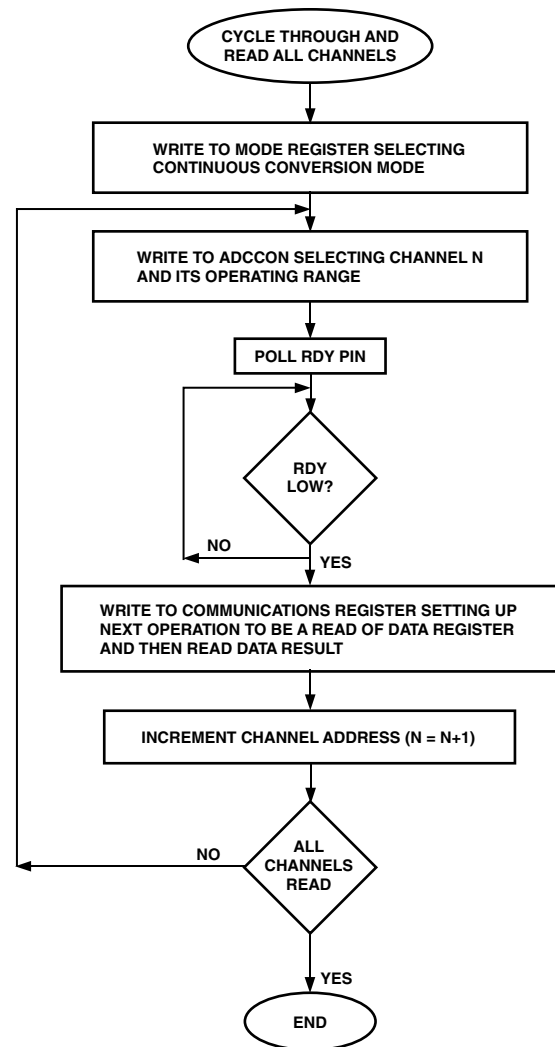 CYCLE THROUGH AND
READ ALL CHANNELS
WRITE TO MODE REGISTER SELECTING
CONTINUOUS CONVERSION MODE
WRITE TO ADCCON SELECTING CHANNEL N
AND ITS OPERATING RANGE
POLL RDY PIN
RDY
LOW?
NO
YES
WRITE TO COMMUNICATIONS REGISTER SETTING UP
NEXT OPERATION TO BE A READ OF DATA REGISTER
AND THEN READ DATA RESULT
INCREMENT CHANNEL ADDRESS (N = N+1)
ALL
CHANNELS
READ
NO
YES
END